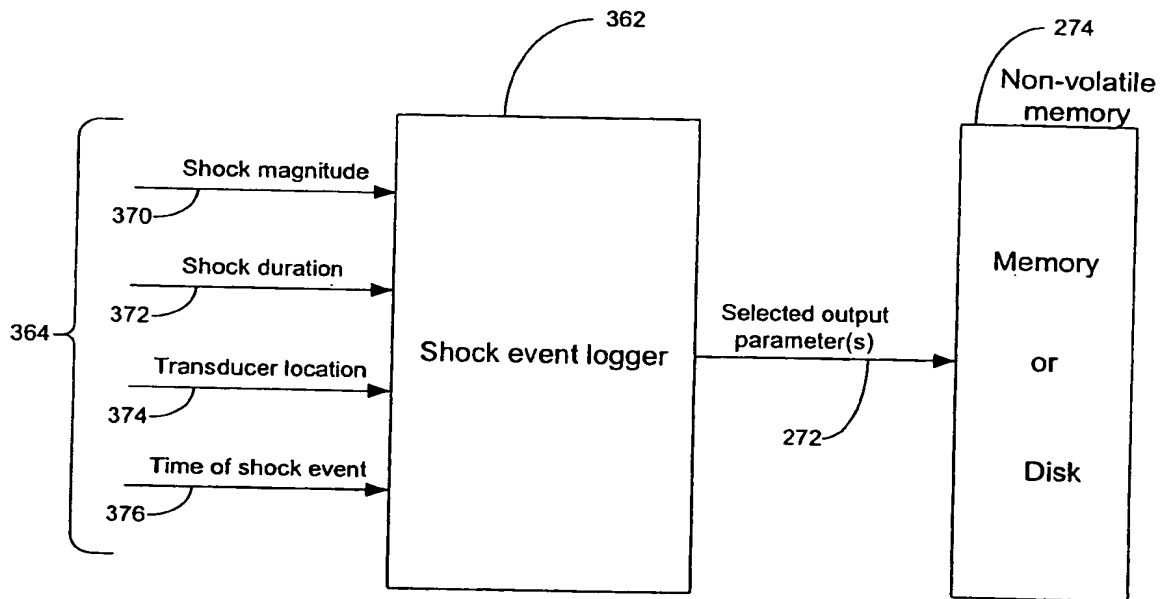 362
274
Non-volatile
memory
Shock magnitude
370
Shock duration
372
364
Transducer location
374
Time of shock event
376
Shock event logger
Selected output
parameter(s)
272
Memory
or
Disk